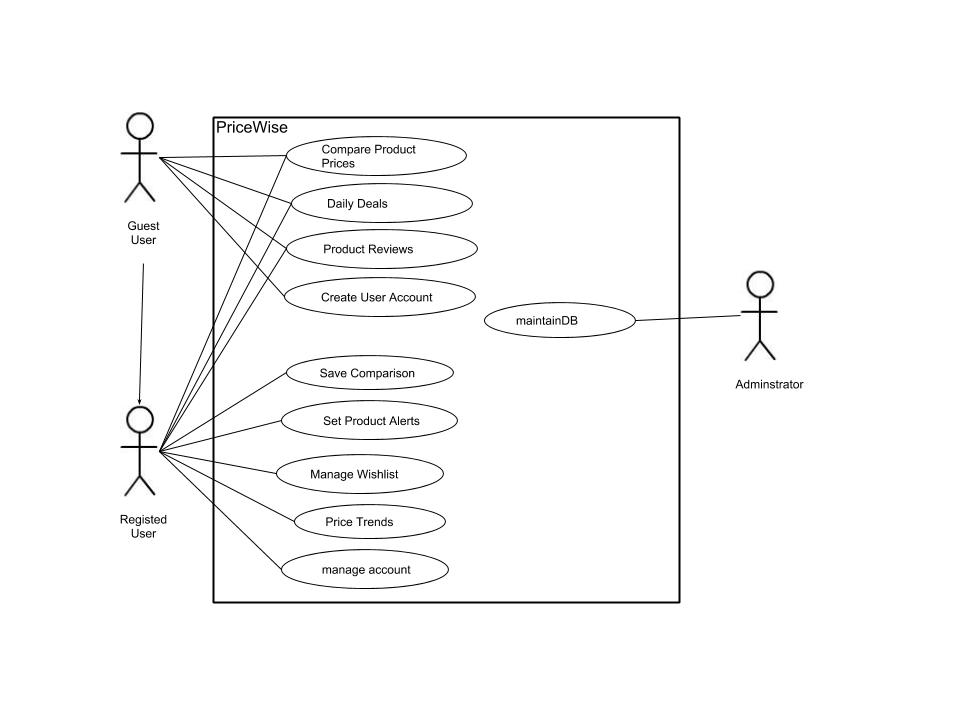 PriceWise
Compare Product
Prices
Daily Deals
Guest
User
Product Reviews
Create User Account
maintainDB
Save Comparison
Adminstrator
Set Product Alerts
Manage Wishlist
Registed
User
Price Trends
manage account